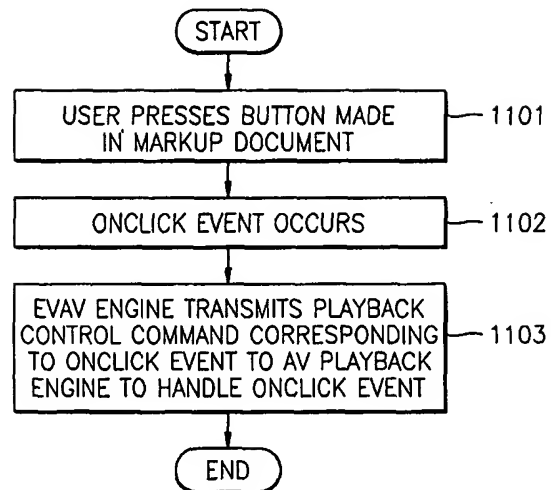 START
USER PRESSES BUTTON MADE
IN MARKUP DOCUMENT
1101
ONCLICK EVENT OCCURS
1102
EVAV ENGINE TRANSMITS PLAYBACK
CONTROL COMMAND CORRESPONDING
TO ONCLICK EVENT TO AV PLAYBACK
ENGINE TO HANDLE ONCLICK EVENT
1103
END